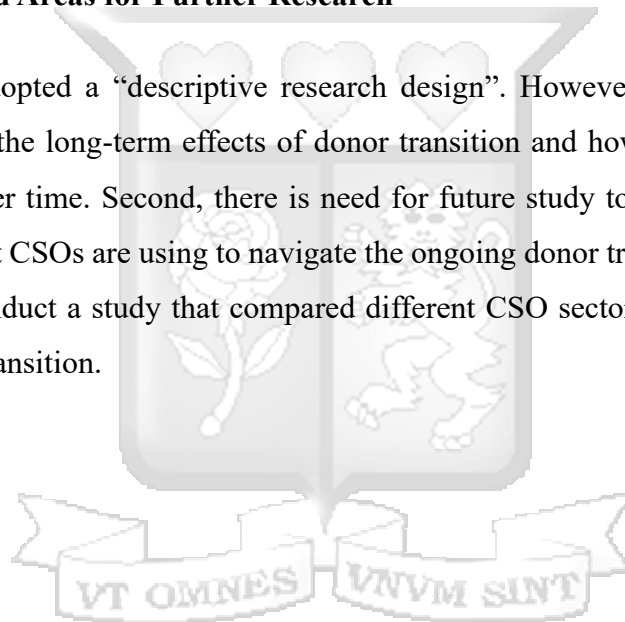 d Areas for Further Research
opted a “descriptive research design”. Howeve
the long-term effects of donor transition and ho
er time. Second, there is need for future study to
t CSOs are using to navigate the ongoing donor tr
nduct a study that compared different CSO secto
ansition.
VT OMNES VNVM SINT